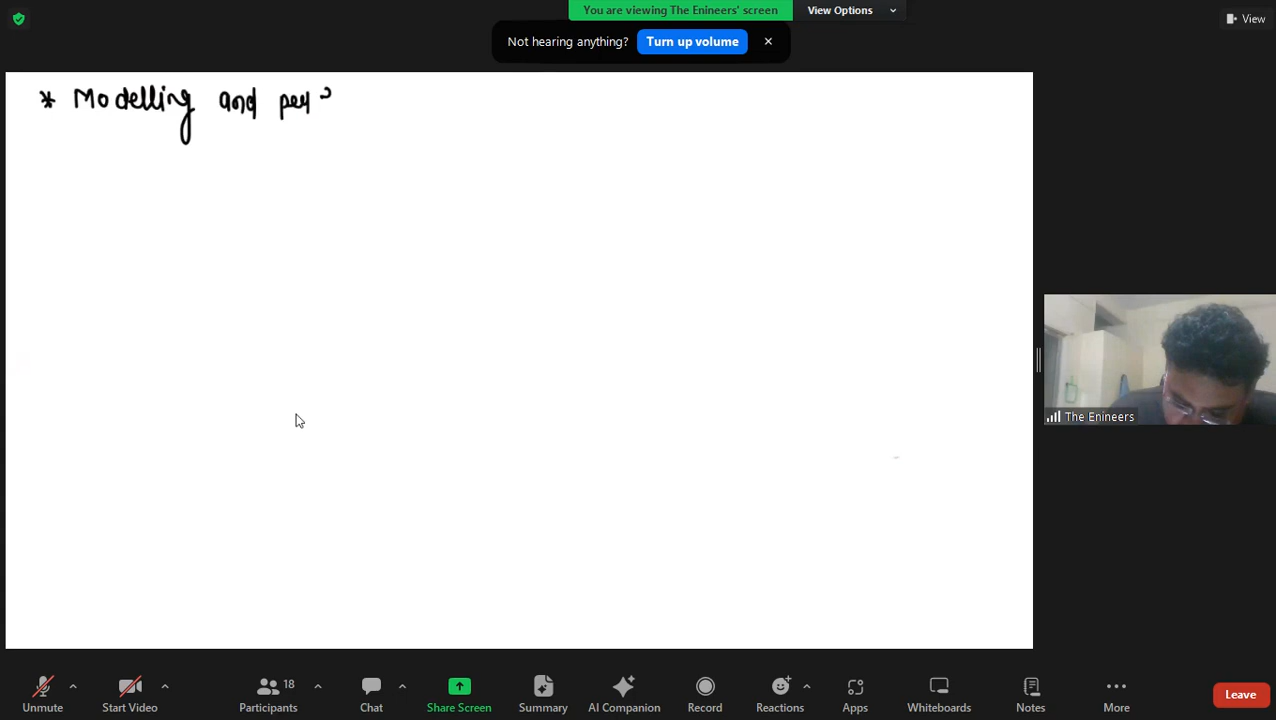 You are viewing The Enineers' screen
View Options
View
Not hearing anything?
Turn up volume
* Modelling and per
The Enineers
18
Unmute
Start Video
Participants
Chat
Share Screen
Summary
AI Companion
Record
Reactions
Apps
Whiteboards
Notes
More
Leave